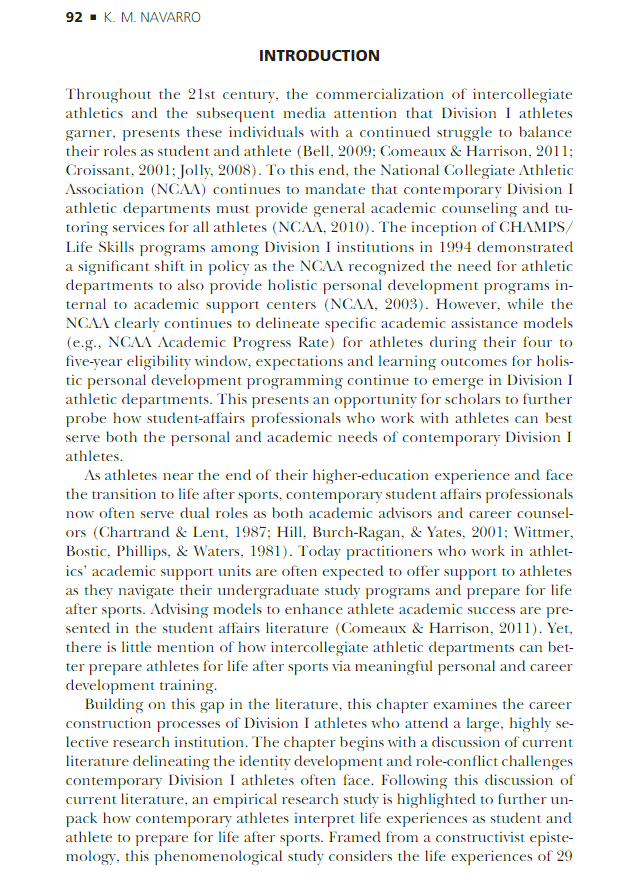 92 ■ K. M. NAVARRO
INTRODUCTION
Throughout the 21st century, the commercialization of intercollegiate
athletics and the subsequent media attention that Division I athletes
garner, presents these individuals with a continued struggle to balance
their roles as student and athlete (Bell, 2009; Comeaux & Harrison, 2011;
Croissant, 2001; Jolly, 2008). To this end, the National Collegiate Athletic
Association (NCAA) continues to mandate that contemporary Division I
athletic departments must provide general academic counseling and tu-
toring services for all athletes (NCAA, 2010). The inception of CHAMPS/
Life Skills programs among Division I institutions in 1994 demonstrated
a significant shift in policy as the NCAA recognized the need for athletic
departments to also provide holistic personal development programs in-
ternal to academic support centers (NCAA, 2003). However, while the
NCAA clearly continues to delineate specific academic assistance models
(e.g., NCAA Academic Progress Rate) for athletes during their four to
five-year eligibility window, expectations and learning outcomes for holis-
tic personal development programming continue to emerge in Division I
athletic departments. This presents an opportunity for scholars to further
probe how student-affairs professionals who work with athletes can best
serve both the personal and academic needs of contemporary Division I
athletes.
As athletes near the end of their higher-education experience and face
the transition to life after sports, contemporary student affairs professionals
now often serve dual roles as both academic advisors and career counsel-
ors (Chartrand & Lent, 1987; Hill, Burch-Ragan, & Yates, 2001; Wittmer,
Bostic, Phillips, & Waters, 1981). Today practitioners who work in athlet-
ics' academic support units are often expected to offer support to athletes
as they navigate their undergraduate study programs and prepare for life
after sports. Advising models to enhance athlete academic success are pre-
sented in the student affairs literature (Comeaux & Harrison, 2011). Yet,
there is little mention of how intercollegiate athletic departments can bet-
ter prepare athletes for life after sports via meaningful personal and career
development training.
Building on this gap in the literature, this chapter examines the career
construction processes of Division I athletes who attend a large, highly se-
lective research institution. The chapter begins with a discussion of current
literature delineating the identity development and role-conflict challenges
contemporary Division I athletes often face. Following this discussion of
current literature, an empirical research study is highlighted to further un-
pack how contemporary athletes interpret life experiences as student and
athlete to prepare for life after sports. Framed from a constructivist episte-
mology, this phenomenological study considers the life experiences of 29